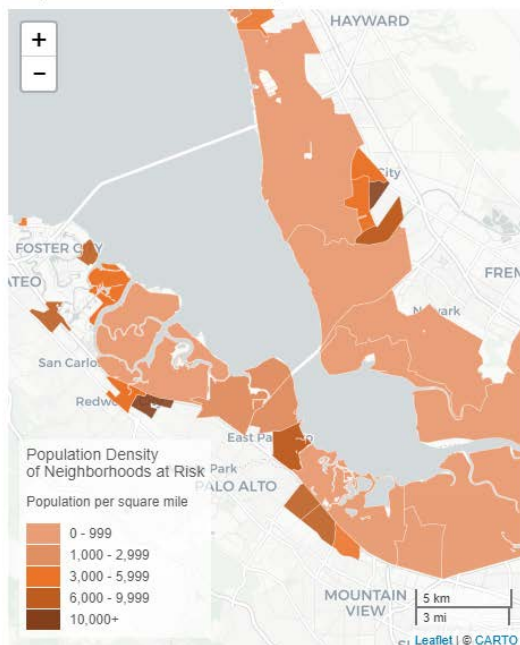 HAYWARD
+
−
City
FOSTER CITY
ATEO
FREM
Newark
San Carlos
Redw
East Pa o
Park
PALO ALTO
MOUNTAIN
VIEW
Population Density
of Neighborhoods at Risk
Population per square mile
0 - 999
1,000 - 2,999
3,000 - 5,999
6,000 - 9,999
10,000+
5 km
3 mi
Leaflet | © CARTO